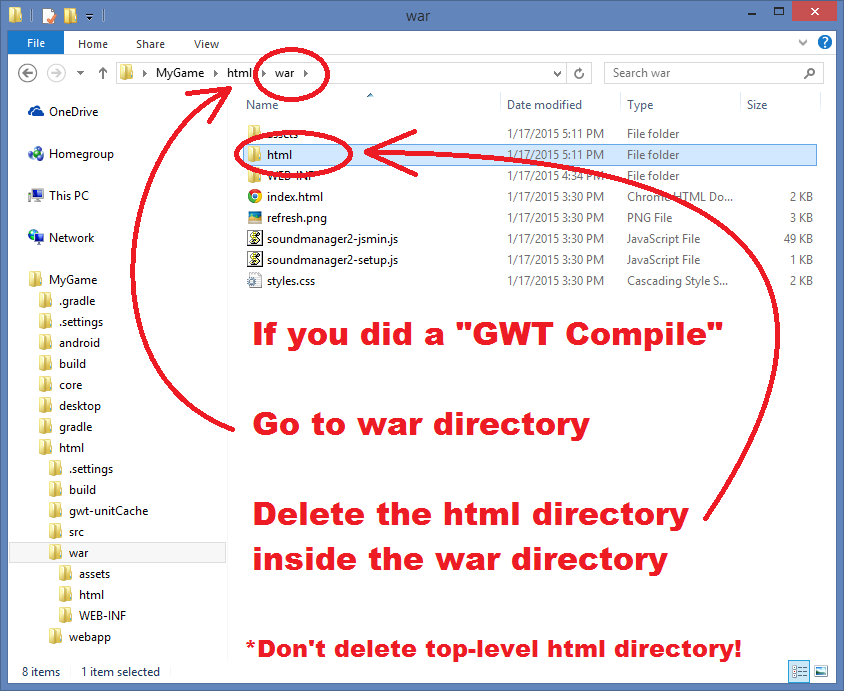 war
File Home Share View
MyGame html war Search war
Name Date modified Type Size
OneDrive
Homegroup
This PC
Network
MyGame
.gradle
.settings
android
build
core
desktop
gradle
html
.settings
build
gwt-unitCache
src
war
assets
html
WEB-INF
webapp
assets 1/17/2015 5:11 PM File folder
html 1/17/2015 5:11 PM File folder
WEB-INF 1/17/2015 4:34 PM File folder
index.html 1/17/2015 3:30 PM Chrome HTML Do... 2 KB
refresh.png 1/17/2015 3:30 PM PNG File 3 KB
soundmanager2-jsmin.js 1/17/2015 3:30 PM JavaScript File 49 KB
soundmanager2-setup.js 1/17/2015 3:30 PM JavaScript File 1 KB
styles.css 1/17/2015 3:30 PM Cascading Style S... 2 KB
If you did a "GWT Compile"
Go to war directory
Delete the html directory
inside the war directory
*Don't delete top-level html directory!
8 items 1 item selected